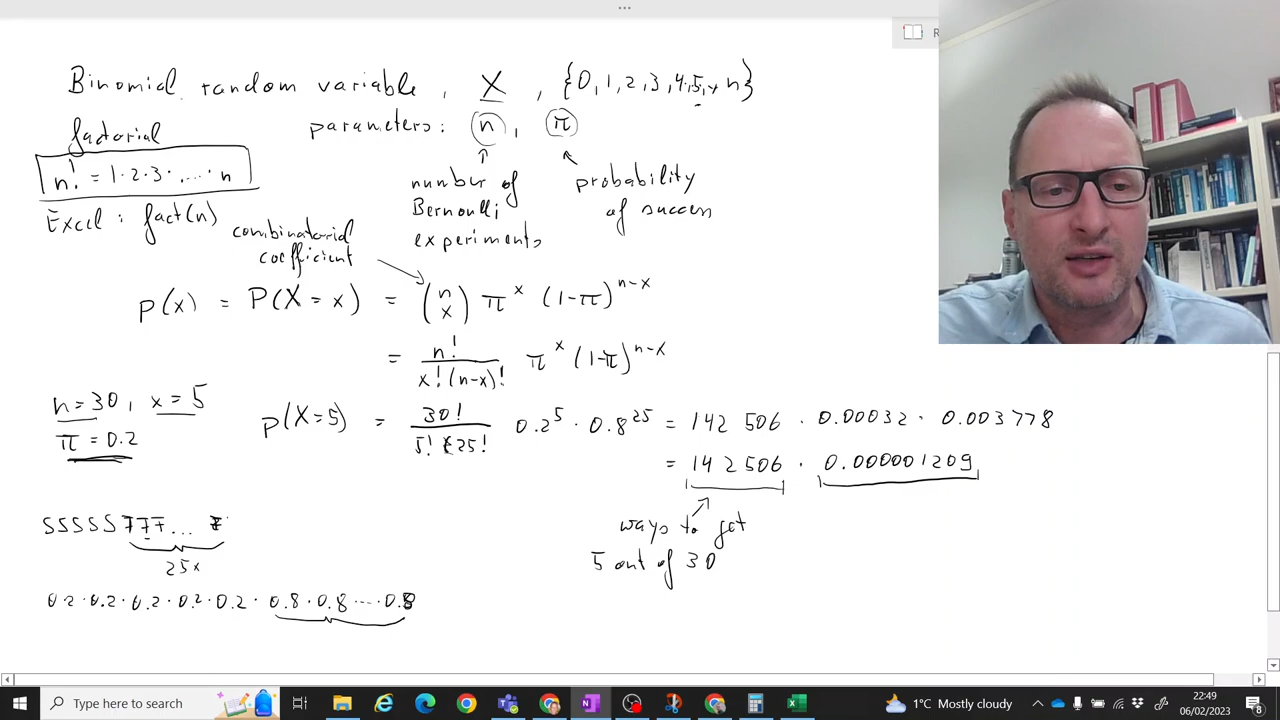 Binomial random variable, X, {0,1,2,3,4,5,., n}
factorial
parameters: n, π
n! = 1·2·3· .... n
number of
Bernoulli
experiments
probability
of success
Excel: fact(n)
combinatorial
coefficient
P(x) = P(X = x) = (n x) π^x (1-π)^n-x
= n! / x!(n-x)! π^x (1-π)^n-x
n=30, x=5
π=0.2
P(X=5) = 30! / 5! 25! 0.2^5 · 0.8^25 = 142 506 · 0.00032 · 0.003778
= 142 506 · 0.000001209
ways to get
5 out of 30
SSSSS FFF... F
25x
0.2·0.2·0.2·0.2·0.2· 0.8·0.8····0.8
Type here to search
1°C Mostly cloudy
22:49
06/02/2023
8